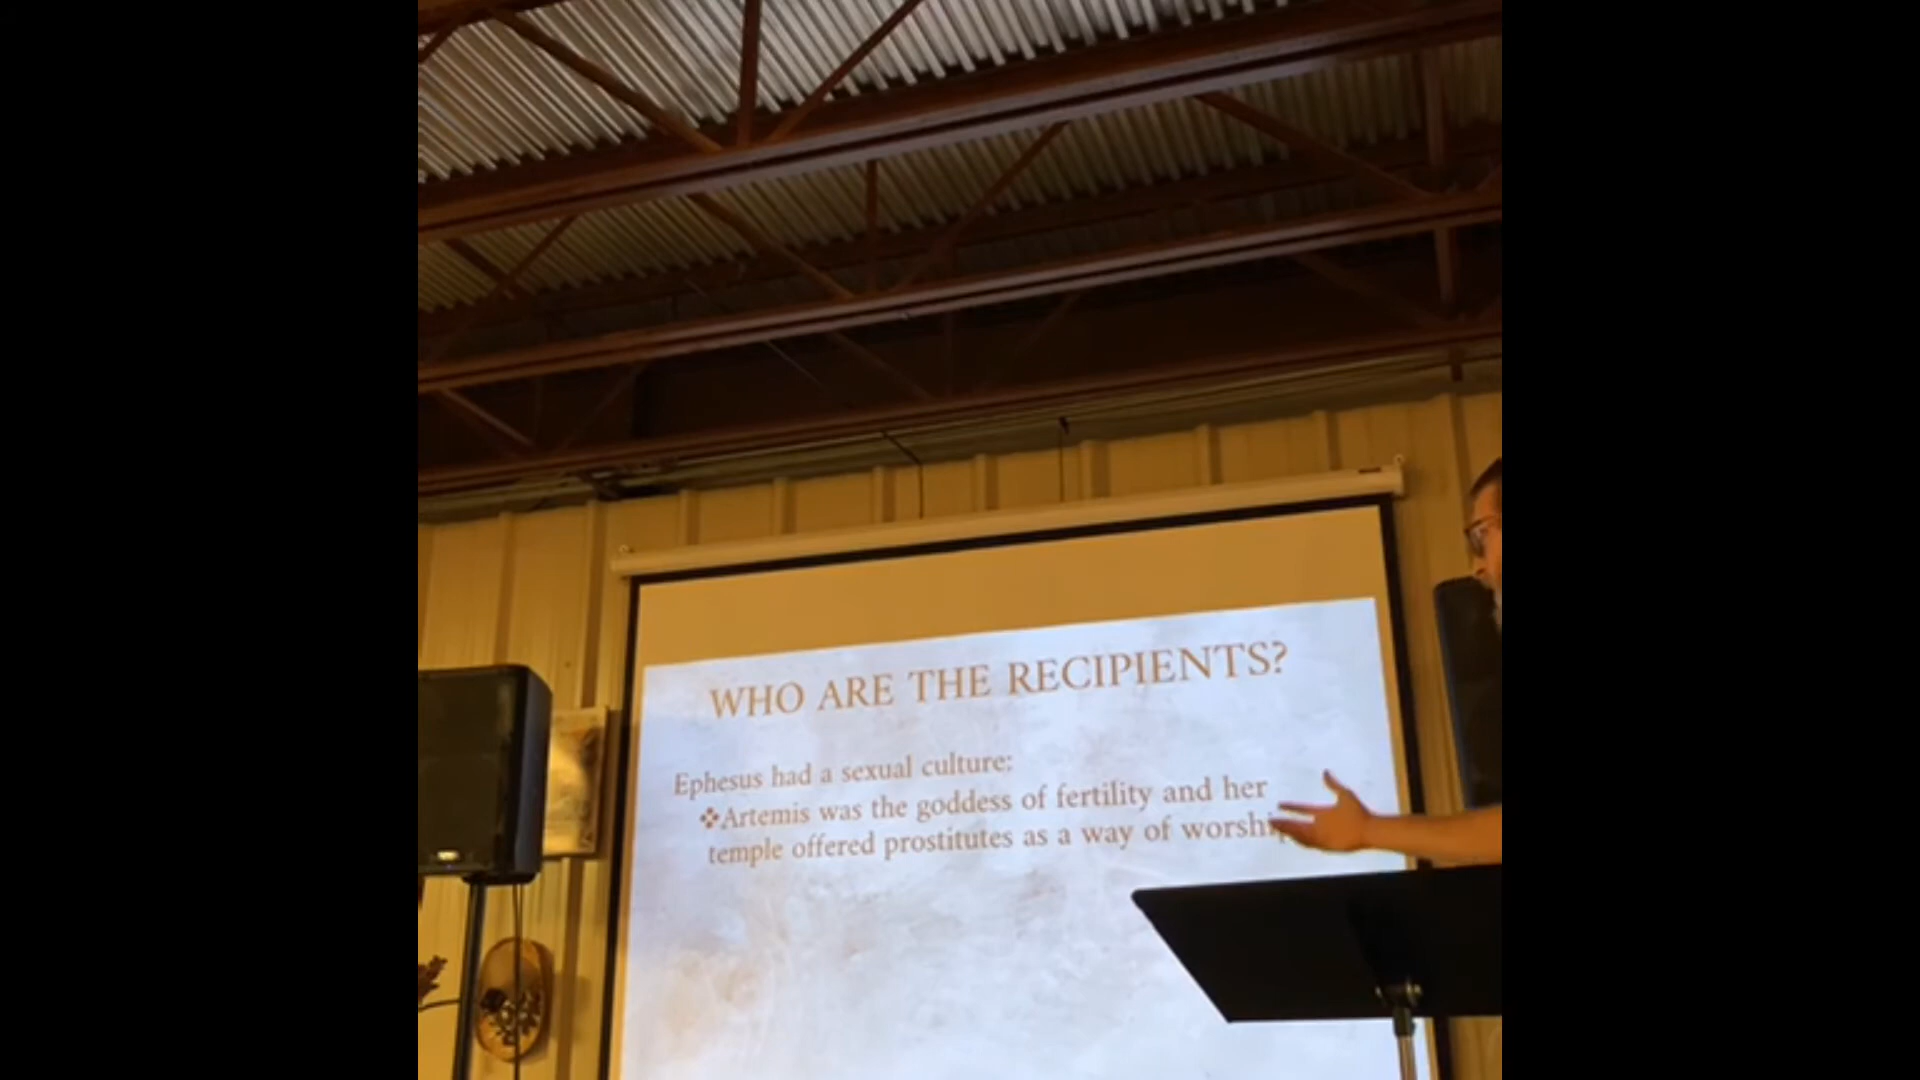 WHO ARE THE RECIPIENTS?
Ephesus had a sexual culture:
❖Artemis was the goddess of fertility and her
temple offered prostitutes as a way of